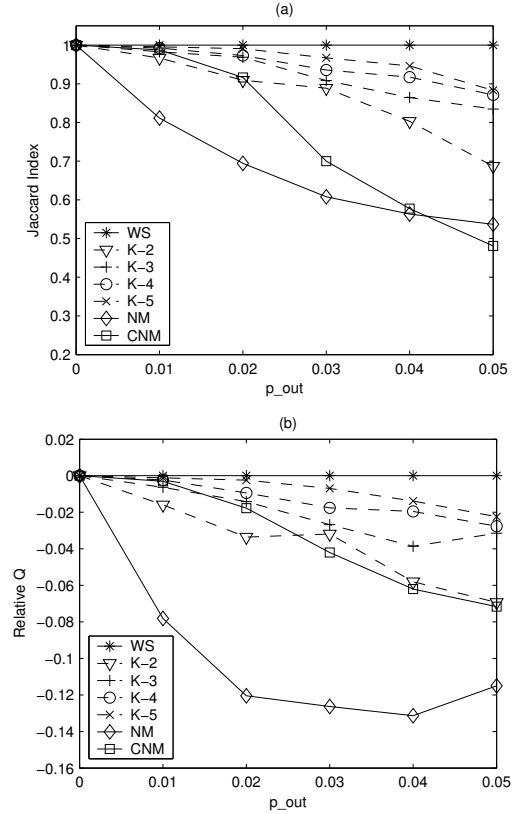 (a)
1
0.9
0.8
0.7
0.6
0.5
0.4
0.3
0.2
Jaccard Index
WS
K−2
K−3
K−4
K−5
NM
CNM
0 0.01 0.02 0.03 0.04 0.05
p_out
(b)
0.02
0
−0.02
−0.04
−0.06
−0.08
−0.1
−0.12
−0.14
−0.16
Relative Q
WS
K−2
K−3
K−4
K−5
NM
CNM
0 0.01 0.02 0.03 0.04 0.05
p_out